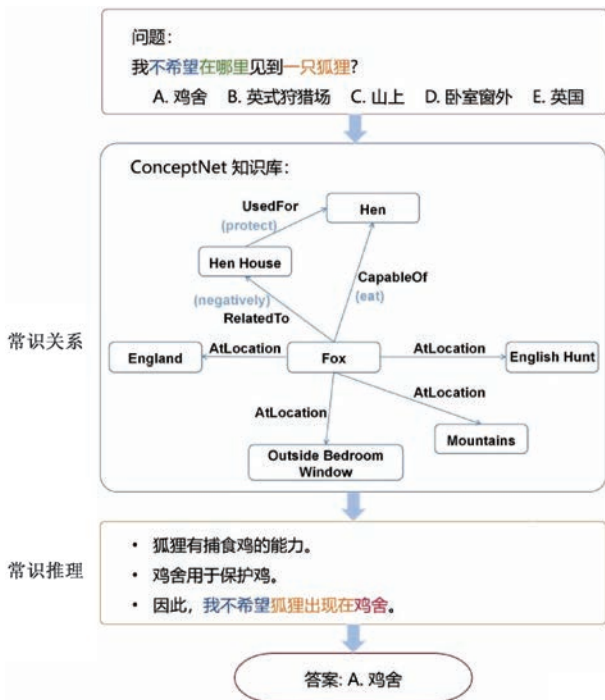 问题：
我不希望在哪里见到一只狐狸?
A. 鸡舍 B. 英式狩猎场 C. 山上 D. 卧室窗外 E. 英国
ConceptNet 知识库：
UsedFor
(protect)
Hen
Hen House
CapableOf
(eat)
(negatively)
RelatedTo
常识关系
England
AtLocation
Fox
AtLocation
English Hunt
AtLocation
AtLocation
Mountains
Outside Bedroom
Window
常识推理
• 狐狸有捕食鸡的能力。
• 鸡舍用于保护鸡。
• 因此，我不希望狐狸出现在鸡舍。
答案: A. 鸡舍